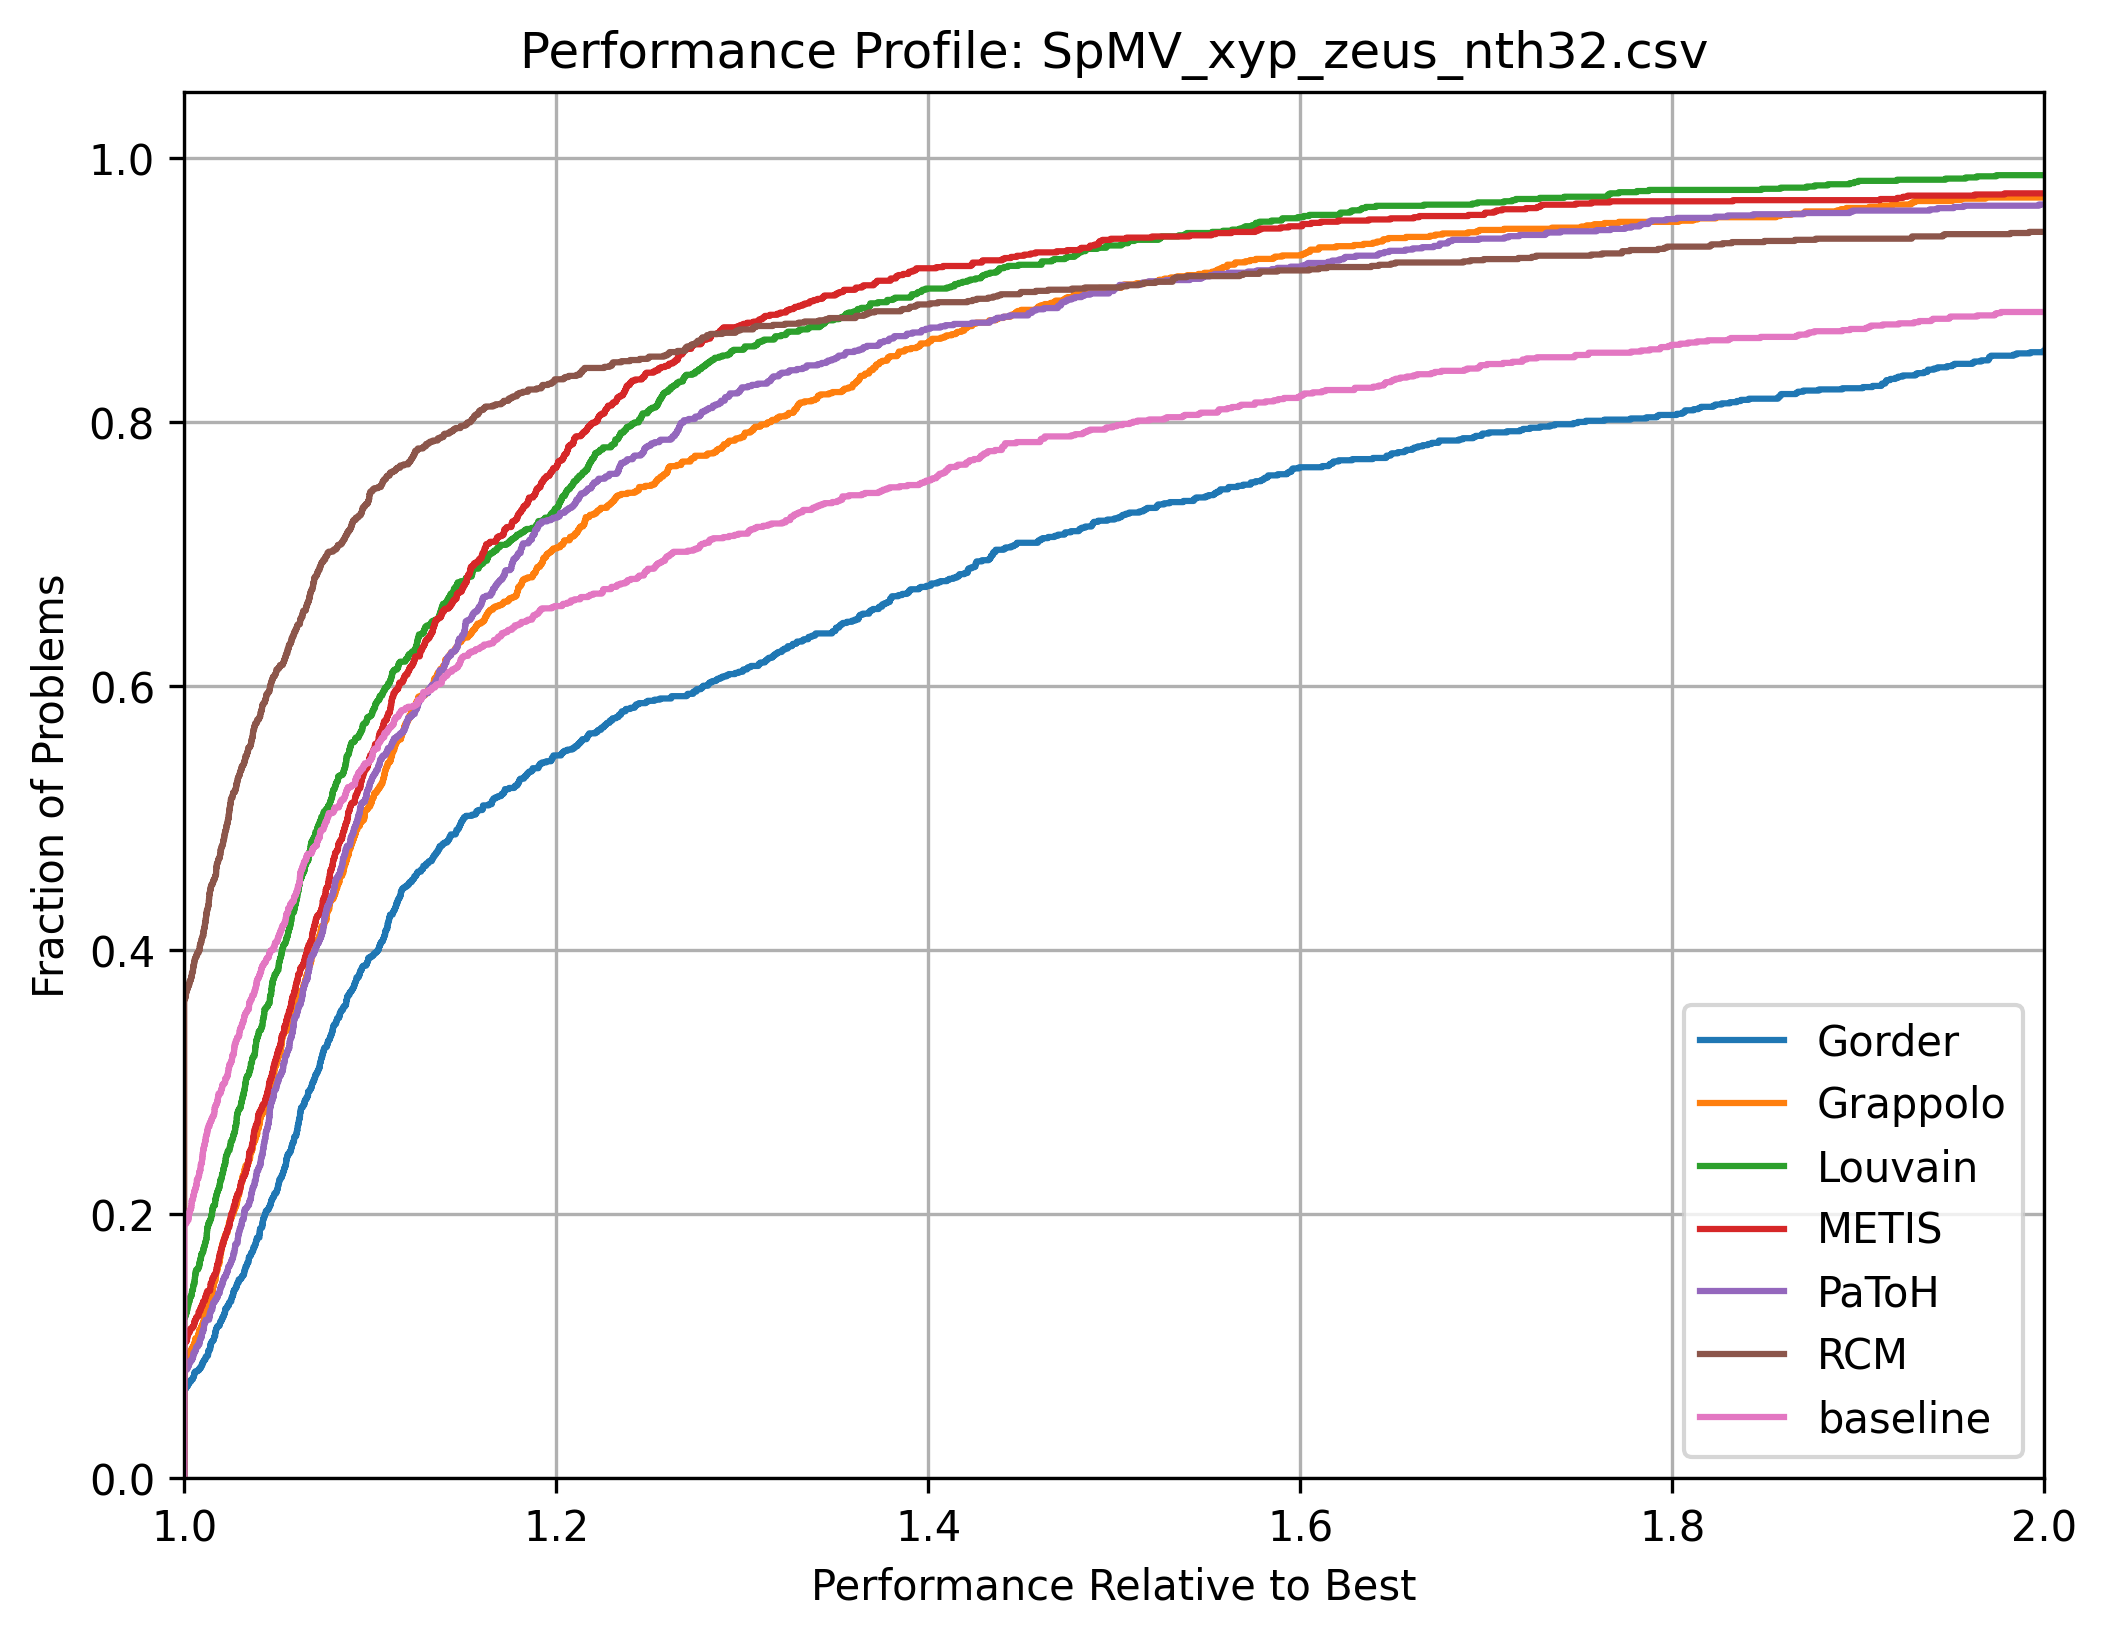 Performance Profile: SpMV_xyp_zeus_nth32.csv
Fraction of Problems
1.0
0.8
0.6
0.4
0.2
0.0
1.0 1.2 1.4 1.6 1.8 2.0
Performance Relative to Best
Gorder
Grappolo
Louvain
METIS
PaToH
RCM
baseline